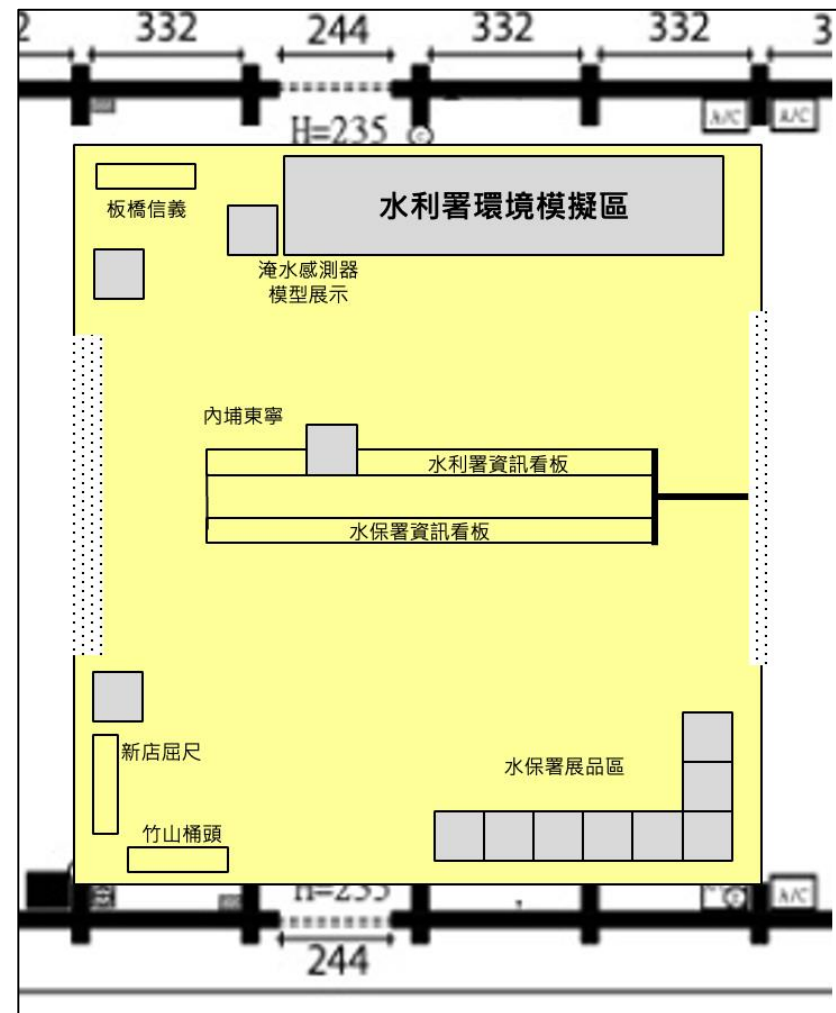 2
332
244
332
332
3
A/C
A/C
H=235
板橋信義
水利署環境模擬區
淹水感測器
模型展示
內埔東寧
水利署資訊看板
水保署資訊看板
新店屈尺
水保署展品區
竹山桶頭
H=235
A/C
244